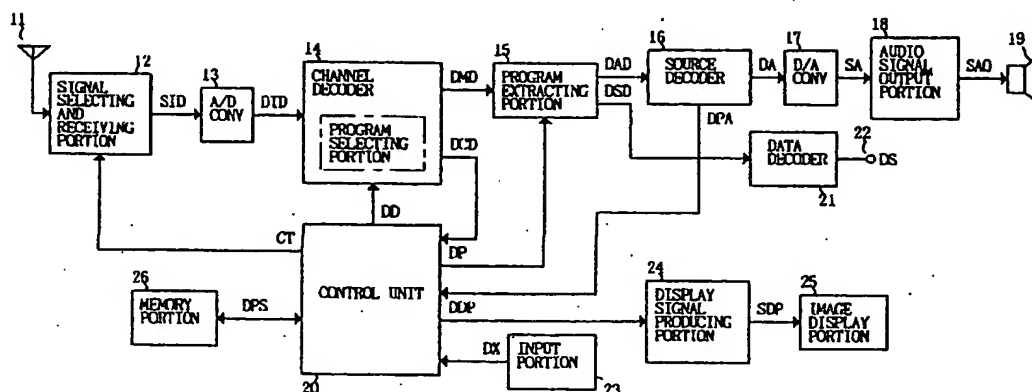 11
12
SIGNAL
SELECTING
AND
RECEIVING
PORTION
SID
13
A/D
CONV
DTD
14
CHANNEL
DECODER
PROGRAM
SELECTING
PORTION
DMD
DCD
15
PROGRAM
EXTRACTING
PORTION
DAD
DSD
16
SOURCE
DECODER
DA
DPA
17
D/A
CONV
SA
18
AUDIO
SIGNAL
OUTPUT
PORTION
SAO
19
DATA
DECODER
21
22
DS
CT
DD
DP
DDP
CONTROL UNIT
20
26
MEMORY
PORTION
DPS
DX
INPUT
PORTION
23
24
DISPLAY
SIGNAL
PRODUCING
PORTION
SDP
25
IMAGE
DISPLAY
PORTION